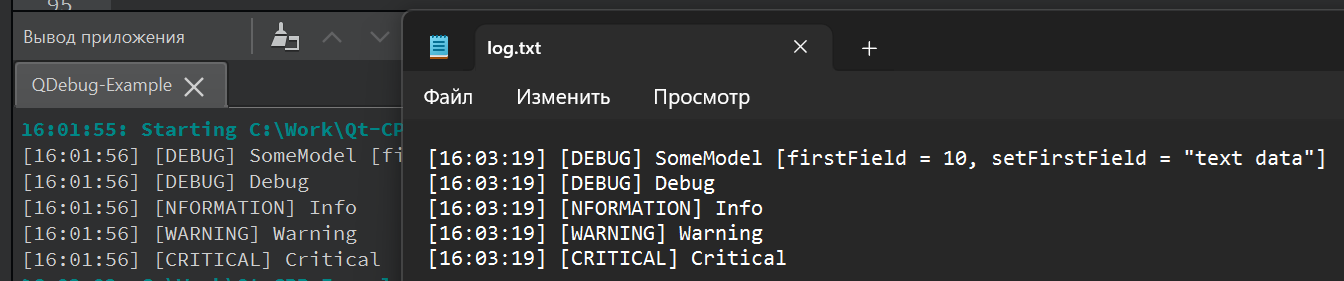 95
Вывод приложения
QDebug-Example
16:01:55: Starting C:\Work\Qt-CP
[16:01:56] [DEBUG] SomeModel [fi
[16:01:56] [DEBUG] Debug
[16:01:56] [NFORMATION] Info
[16:01:56] [WARNING] Warning
[16:01:56] [CRITICAL] Critical
log.txt
Файл Изменить Просмотр
[16:03:19] [DEBUG] SomeModel [firstField = 10, setFirstField = "text data"]
[16:03:19] [DEBUG] Debug
[16:03:19] [NFORMATION] Info
[16:03:19] [WARNING] Warning
[16:03:19] [CRITICAL] Critical